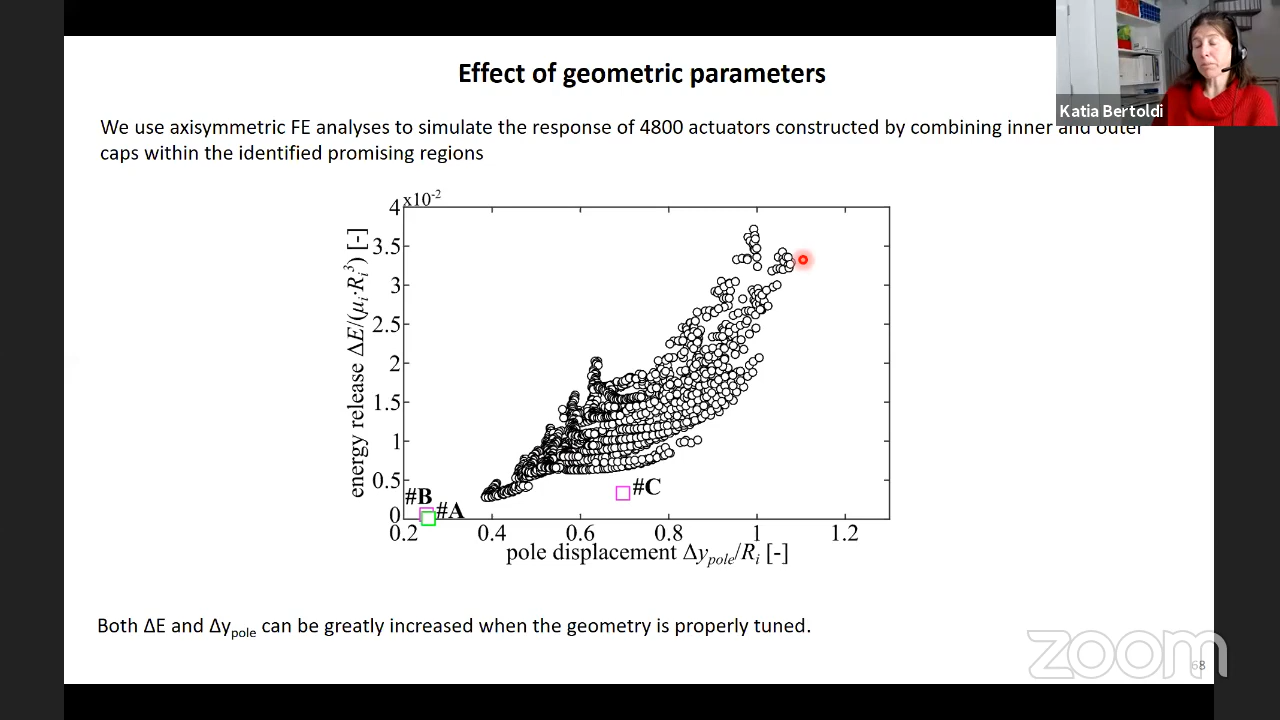 Effect of geometric parameters
Katia Bertoldi
We use axisymmetric FE analyses to simulate the response of 4800 actuators constructed by combining inner and outer
caps within the identified promising regions
x10⁻²
4
3.5
3
2.5
2
1.5
1
0.5
0
energy release ΔE/(μᵢ·Rᵢ³) [-]
#B
#A
#C
0.2 0.4 0.6 0.8 1 1.2
pole displacement Δy_pole/Rᵢ [-]
Both ΔE and Δy_pole can be greatly increased when the geometry is properly tuned.
zoom
68